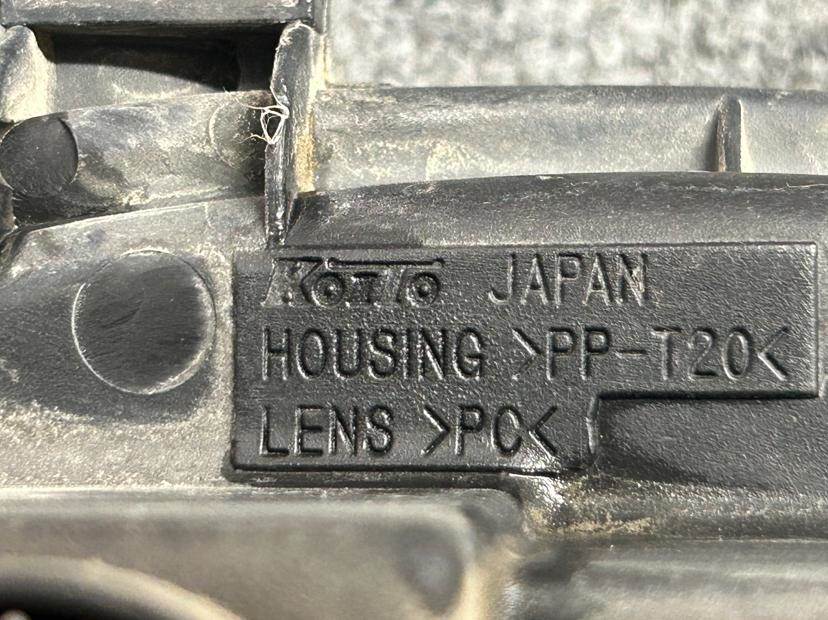 KOITO JAPAN
HOUSING >PP-T20<
LENS >PC<